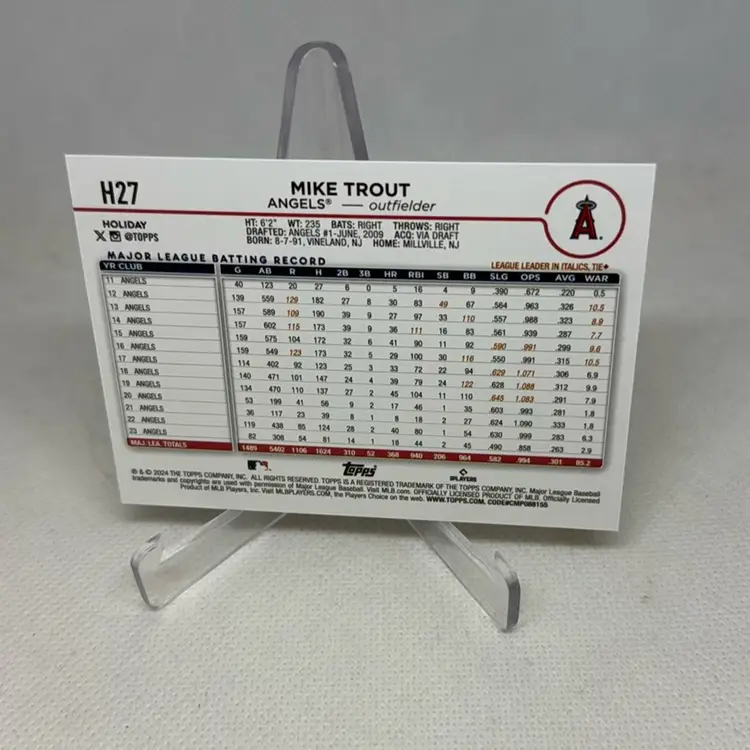 H27
MIKE TROUT
ANGELS® — outfielder
HOLIDAY
X @TOPPS
HT: 6'2" WT: 235 BATS: RIGHT THROWS: RIGHT
DRAFTED: ANGELS #1-JUNE, 2009 ACQ: VIA DRAFT
BORN: 8-7-91, VINELAND, NJ HOME: MILLVILLE, NJ
A
MAJOR LEAGUE BATTING RECORD LEAGUE LEADER IN ITALICS, TIE♦
YR CLUB G AB R H 2B 3B HR RBI SB BB SLG OPS AVG WAR
11 ANGELS 40 123 20 27 6 0 5 16 4 9 .390 .672 .220 0.5
12 ANGELS 139 559 129 182 27 8 30 83 49 67 .564 .963 .326 10.5
13 ANGELS 157 589 109 190 39 9 27 97 33 110 .557 .988 .323 8.9
14 ANGELS 157 602 115 173 39 9 36 111 16 83 .561 .939 .287 7.7
15 ANGELS 159 575 104 172 32 6 41 90 11 92 .590 .991 .299 9.6
16 ANGELS 159 549 123 173 32 5 29 100 30 116 .550 .991 .315 10.5
17 ANGELS 114 402 92 123 25 3 33 72 22 94 .629 1.071 .306 6.9
18 ANGELS 140 471 101 147 24 4 39 79 24 122 .628 1.088 .312 9.9
19 ANGELS 134 470 110 137 27 2 45 104 11 110 .645 1.083 .291 7.9
20 ANGELS 53 199 41 56 9 2 17 46 1 35 .603 .993 .281 1.8
21 ANGELS 36 117 23 39 8 1 8 18 2 27 .624 1.090 .333 1.8
22 ANGELS 119 438 85 124 28 2 40 80 1 54 .630 .999 .283 6.3
23 ANGELS 82 308 54 81 14 1 18 44 2 45 .490 .858 .263 2.9
MAJ. LEA. TOTALS 1489 5402 1106 1624 310 52 368 940 206 964 .582 .994 .301 85.2
Topps
PLAYERS
® & © 2024 THE TOPPS COMPANY, INC. ALL RIGHTS RESERVED. TOPPS IS A REGISTERED TRADEMARK OF THE TOPPS COMPANY, INC. Major League Baseball
trademarks and copyrights are used with permission of Major League Baseball. Visit MLB.com. OFFICIALLY LICENSED PRODUCT OF MLB. Officially Licensed
Product of MLB Players, Inc. Visit MLBPLAYERS.com, the Players Choice on the web. WWW.TOPPS.COM. CODE#CMP088155